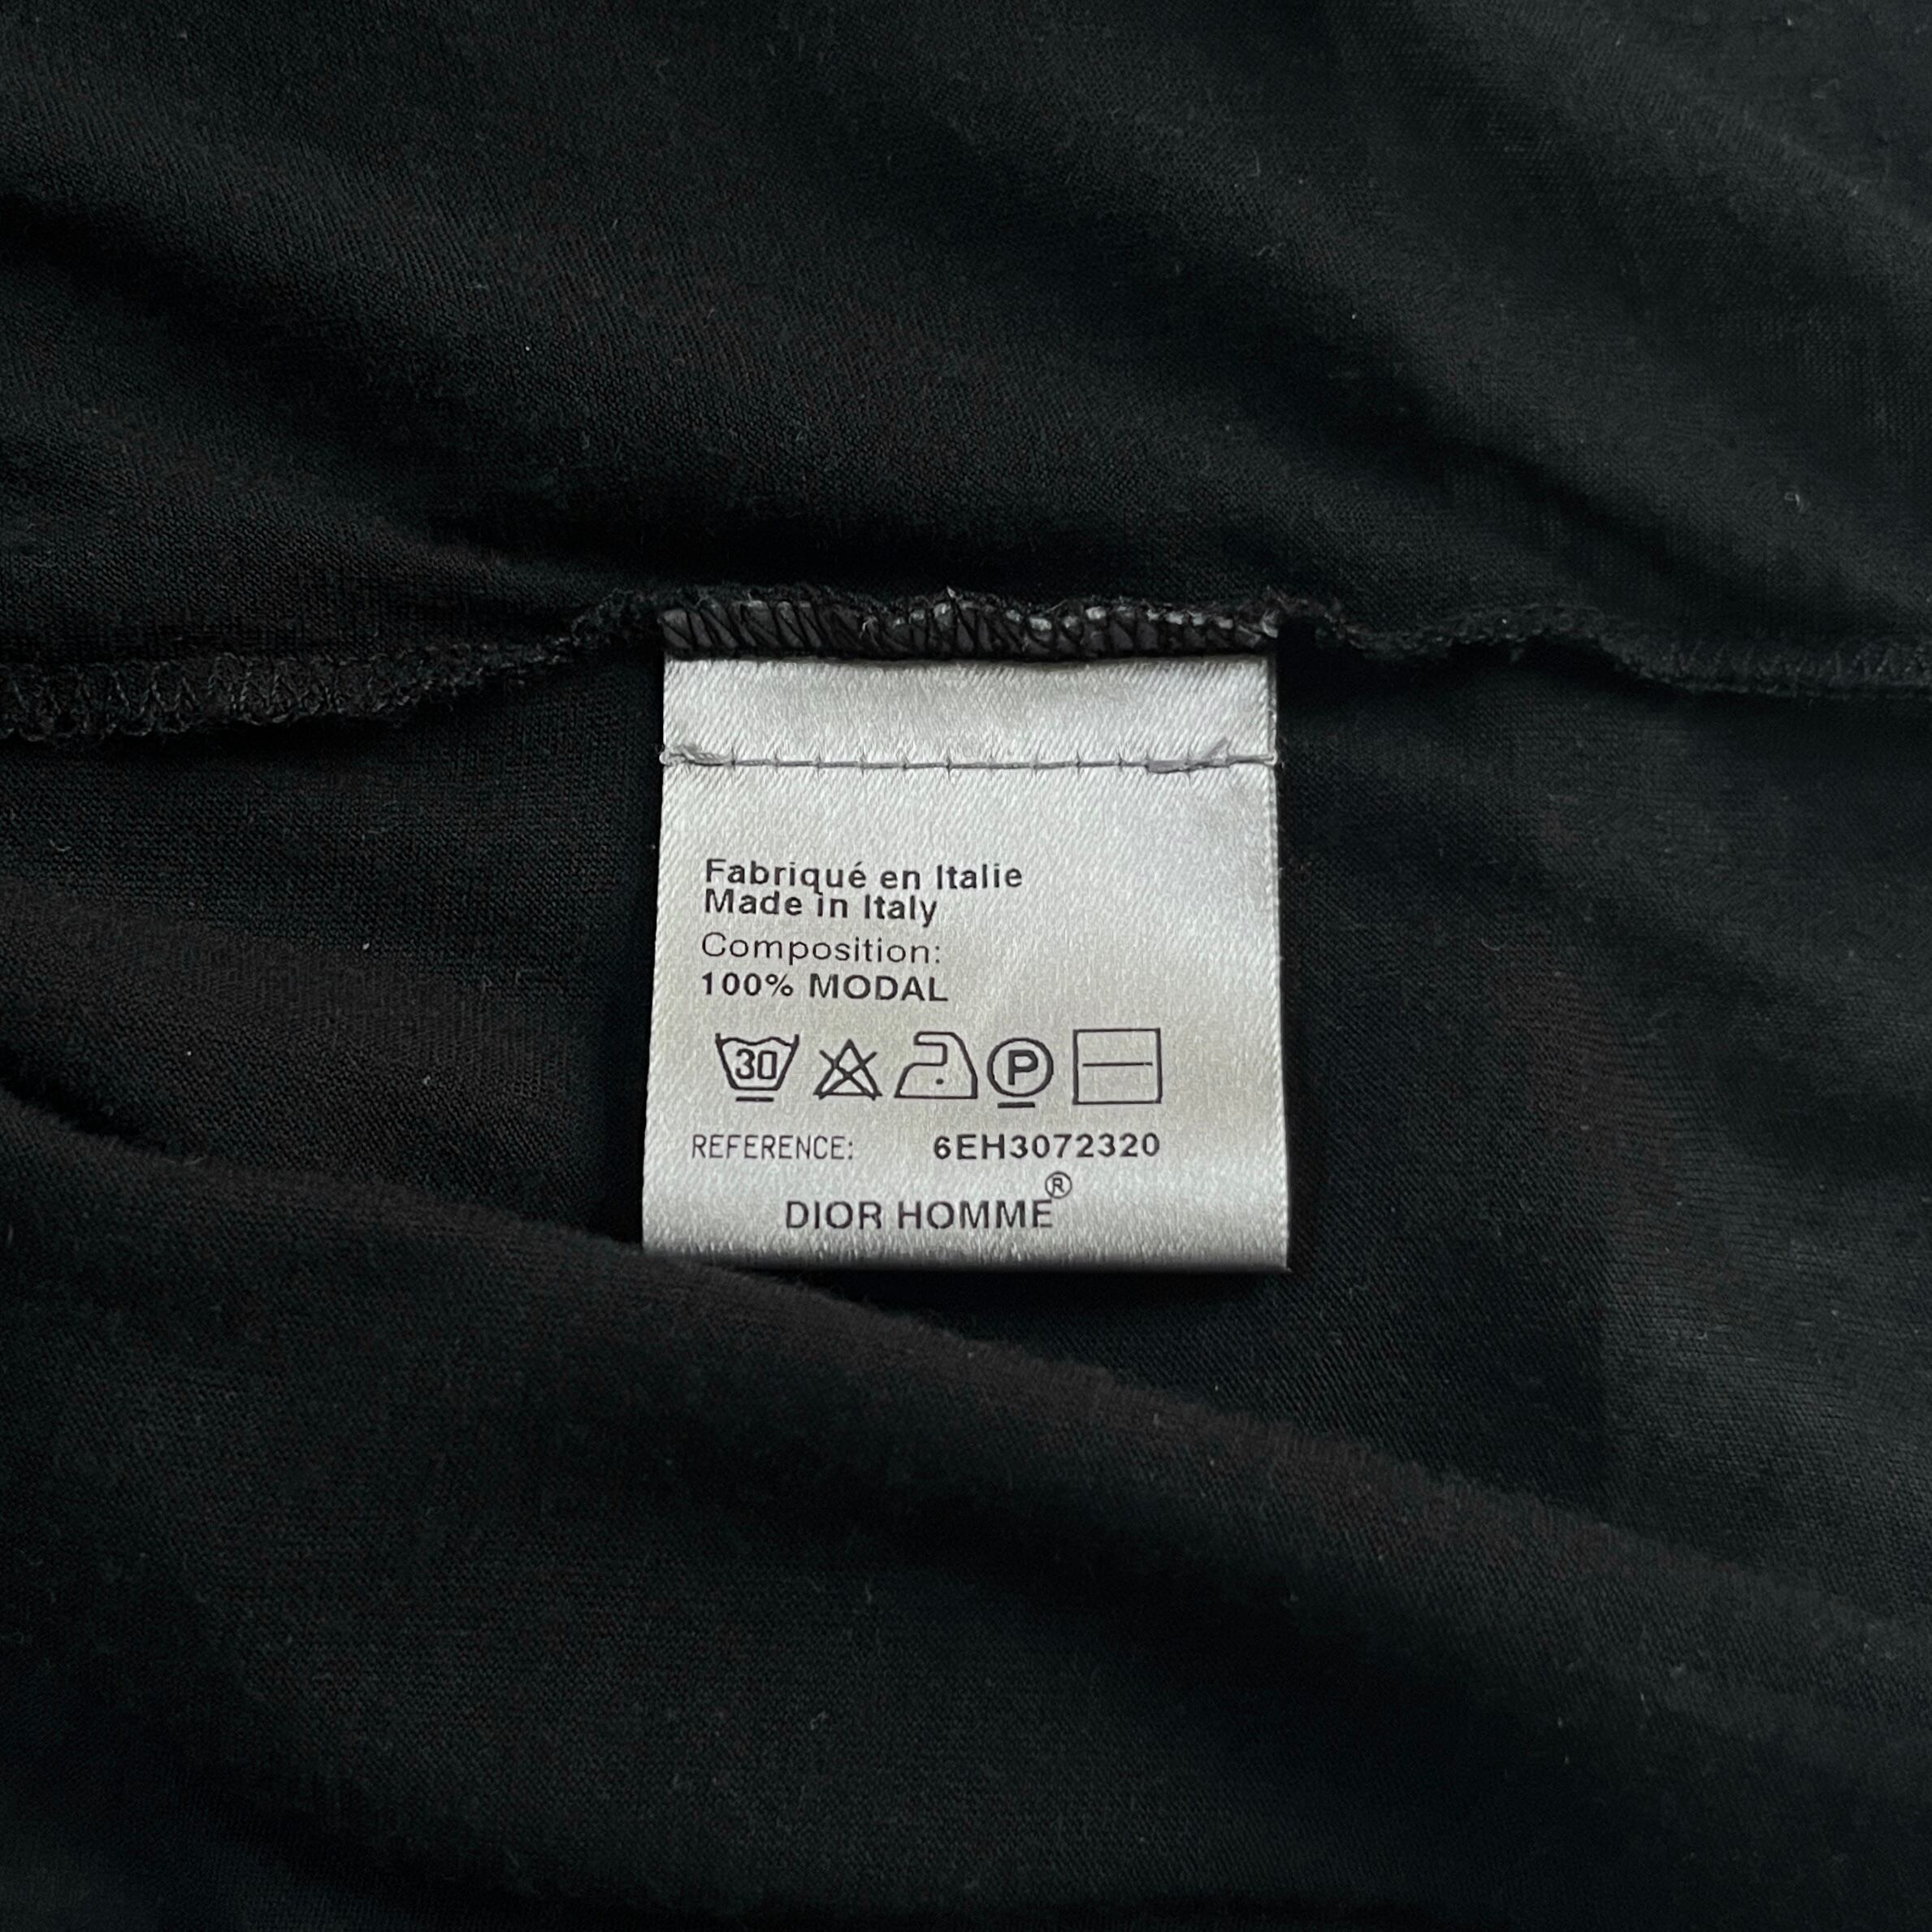 Fabriqué en Italie
Made in Italy
Composition:
100% MODAL
30 P
REFERENCE: 6EH3072320
DIOR HOMME®